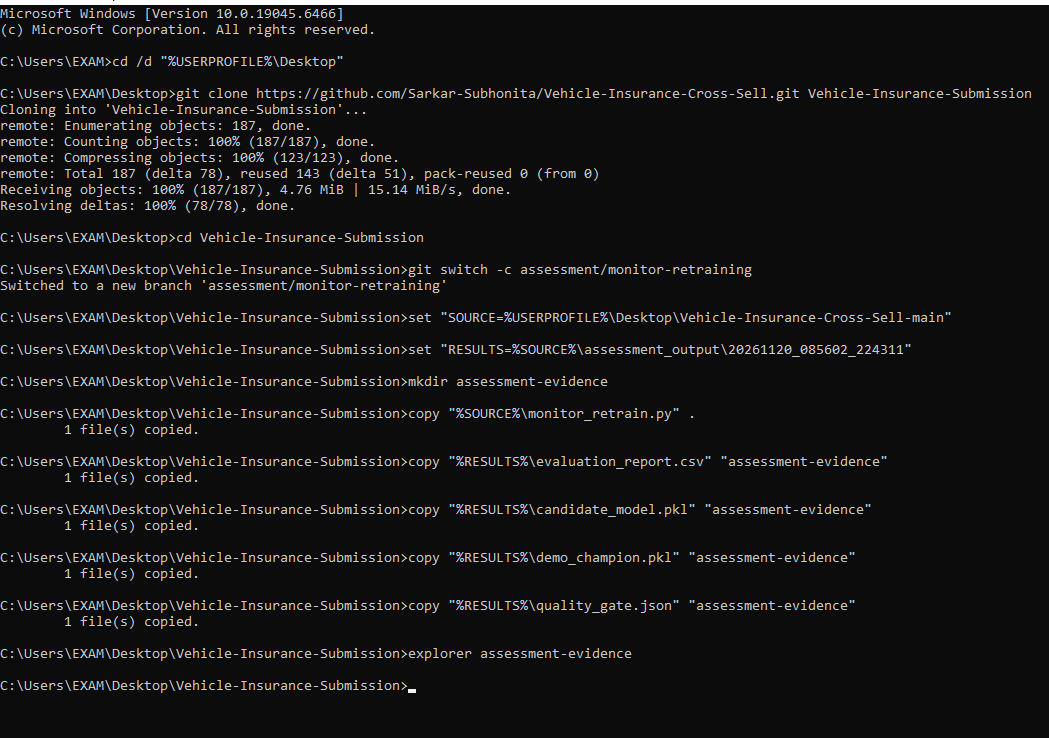 Microsoft Windows [Version 10.0.19045.6466]
(c) Microsoft Corporation. All rights reserved.
C:\Users\EXAM>cd /d "%USERPROFILE%\Desktop"
C:\Users\EXAM\Desktop>git clone https://github.com/Sarkar-Subhonita/Vehicle-Insurance-Cross-Sell.git Vehicle-Insurance-Submission
Cloning into 'Vehicle-Insurance-Submission'...
remote: Enumerating objects: 187, done.
remote: Counting objects: 100% (187/187), done.
remote: Compressing objects: 100% (123/123), done.
remote: Total 187 (delta 78), reused 143 (delta 51), pack-reused 0 (from 0)
Receiving objects: 100% (187/187), 4.76 MiB | 15.14 MiB/s, done.
Resolving deltas: 100% (78/78), done.
C:\Users\EXAM\Desktop>cd Vehicle-Insurance-Submission
C:\Users\EXAM\Desktop\Vehicle-Insurance-Submission>git switch -c assessment/monitor-retraining
Switched to a new branch 'assessment/monitor-retraining'
C:\Users\EXAM\Desktop\Vehicle-Insurance-Submission>set "SOURCE=%USERPROFILE%\Desktop\Vehicle-Insurance-Cross-Sell-main"
C:\Users\EXAM\Desktop\Vehicle-Insurance-Submission>set "RESULTS=%SOURCE%\assessment_output\20261120_085602_224311"
C:\Users\EXAM\Desktop\Vehicle-Insurance-Submission>mkdir assessment-evidence
C:\Users\EXAM\Desktop\Vehicle-Insurance-Submission>copy "%SOURCE%\monitor_retrain.py" .
        1 file(s) copied.
C:\Users\EXAM\Desktop\Vehicle-Insurance-Submission>copy "%RESULTS%\evaluation_report.csv" "assessment-evidence"
        1 file(s) copied.
C:\Users\EXAM\Desktop\Vehicle-Insurance-Submission>copy "%RESULTS%\candidate_model.pkl" "assessment-evidence"
        1 file(s) copied.
C:\Users\EXAM\Desktop\Vehicle-Insurance-Submission>copy "%RESULTS%\demo_champion.pkl" "assessment-evidence"
        1 file(s) copied.
C:\Users\EXAM\Desktop\Vehicle-Insurance-Submission>copy "%RESULTS%\quality_gate.json" "assessment-evidence"
        1 file(s) copied.
C:\Users\EXAM\Desktop\Vehicle-Insurance-Submission>explorer assessment-evidence
C:\Users\EXAM\Desktop\Vehicle-Insurance-Submission>